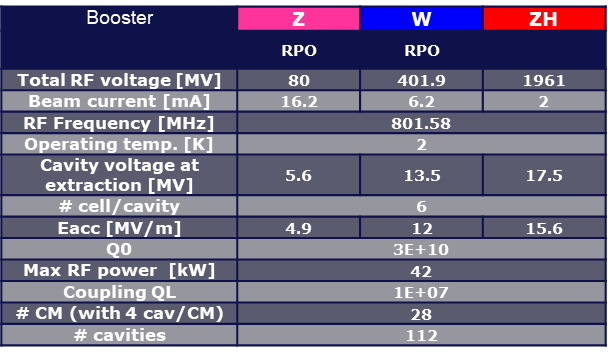 Booster Z W ZH
RPO RPO
Total RF voltage [MV] 80 401.9 1961
Beam current [mA] 16.2 6.2 2
RF Frequency [MHz] 801.58
Operating temp. [K] 2
Cavity voltage at
extraction [MV] 5.6 13.5 17.5
# cell/cavity 6
Eacc [MV/m] 4.9 12 15.6
Q0 3E+10
Max RF power [kW] 42
Coupling QL 1E+07
# CM (with 4 cav/CM) 28
# cavities 112